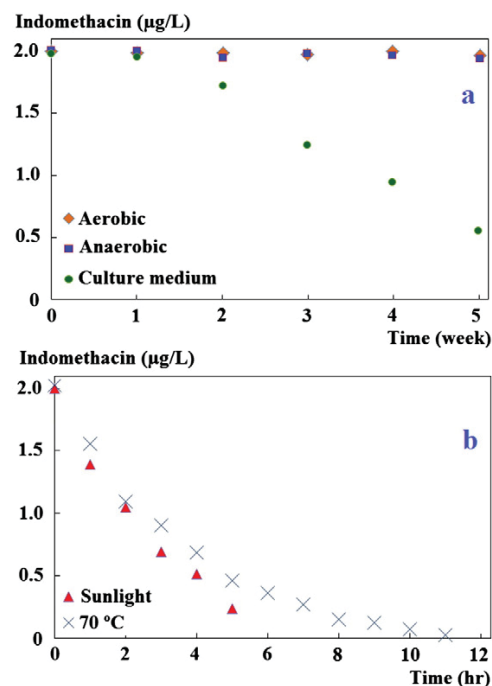 Indomethacin (µg/L)
2.0
1.5
1.0
0.5
0
a
Aerobic
Anaerobic
Culture medium
0 1 2 3 4 5
Time (week)
Indomethacin (µg/L)
2.0
1.5
1.0
0.5
0
b
Sunlight
70 ºC
0 2 4 6 8 10 12
Time (hr)